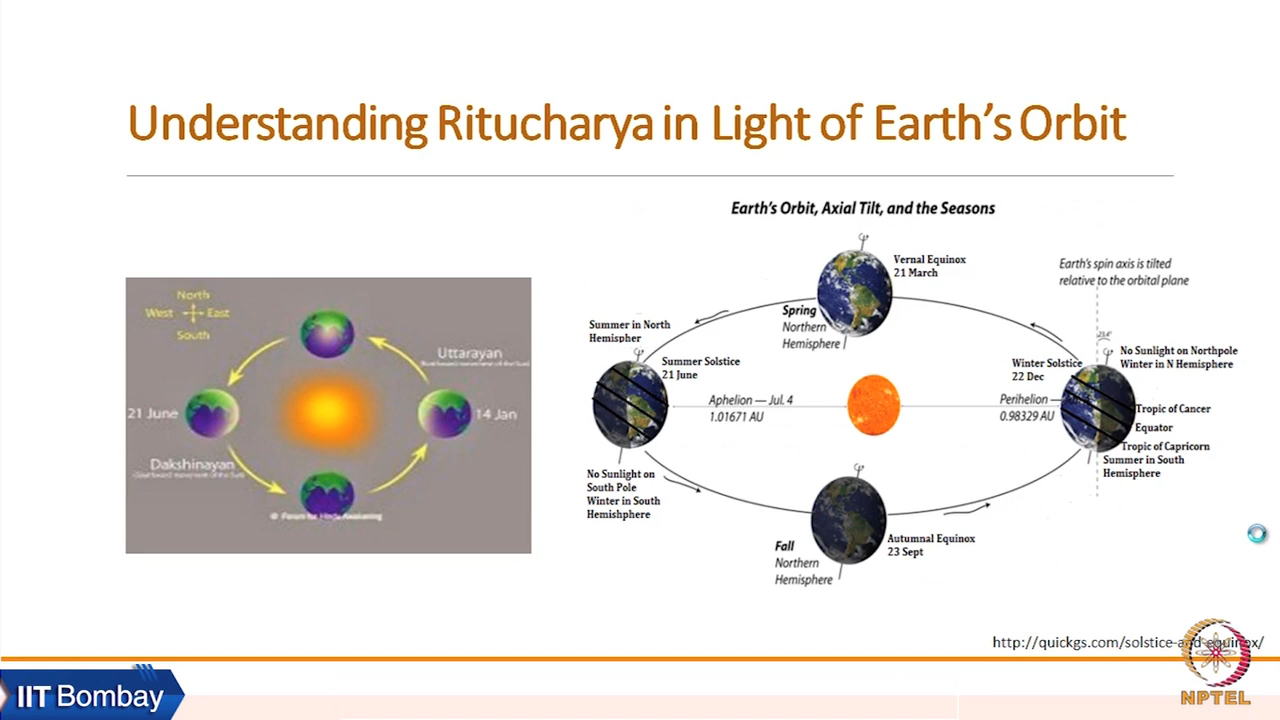 Understanding Ritucharya in Light of Earth's Orbit
North
West East
South
Uttarayan
21 June
14 Jan
Dakshinayan
© Forum for Hindu Awakening
Earth's Orbit, Axial Tilt, and the Seasons
Vernal Equinox
21 March
Earth's spin axis is tilted
relative to the orbital plane
Spring
Northern
Hemisphere
Summer in North
Hemispher
Summer Solstice
21 June
Winter Solstice
22 Dec
No Sunlight on Northpole
Winter in N Hemisphere
Aphelion — Jul. 4
1.01671 AU
Perihelion —
0.98329 AU
Tropic of Cancer
Equator
Tropic of Capricorn
Summer in South
Hemisphere
No Sunlight on
South Pole
Winter in South
Hemishphere
Fall
Northern
Hemisphere
Autumnal Equinox
23 Sept
http://quickgs.com/solstice-and-equinox/
IIT Bombay
NPTEL